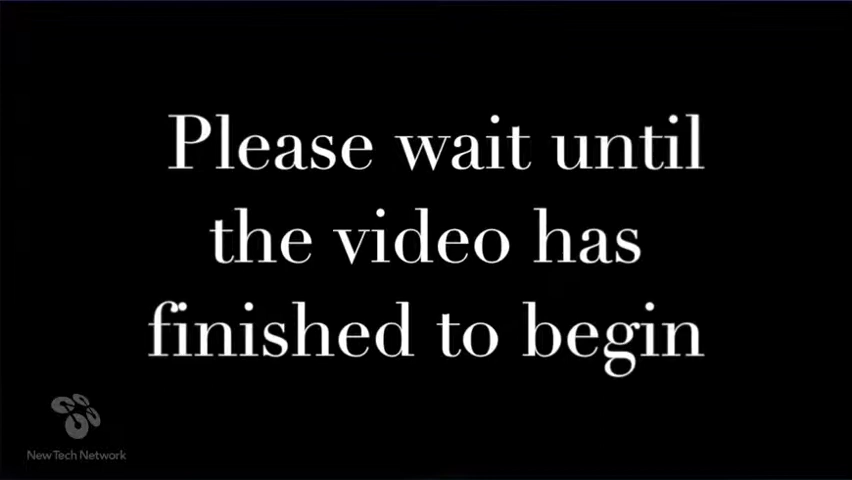 Please wait until
the video has
finished to begin
New Tech Network